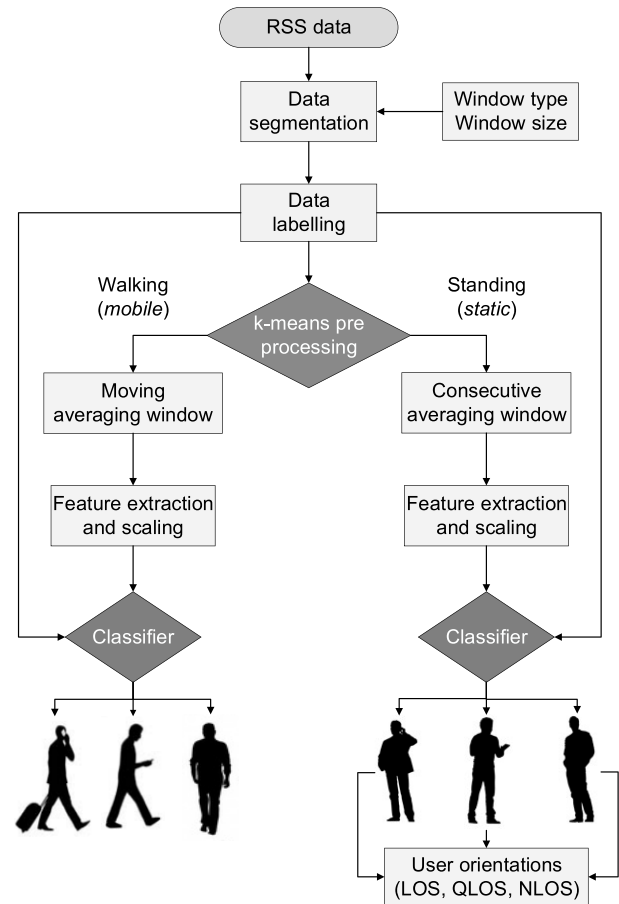 RSS data
Data
segmentation
Window type
Window size
Data
labelling
Walking
(mobile)
Standing
(static)
k-means pre
processing
Moving
averaging window
Consecutive
averaging window
Feature extraction
and scaling
Feature extraction
and scaling
Classifier
Classifier
User orientations
(LOS, QLOS, NLOS)